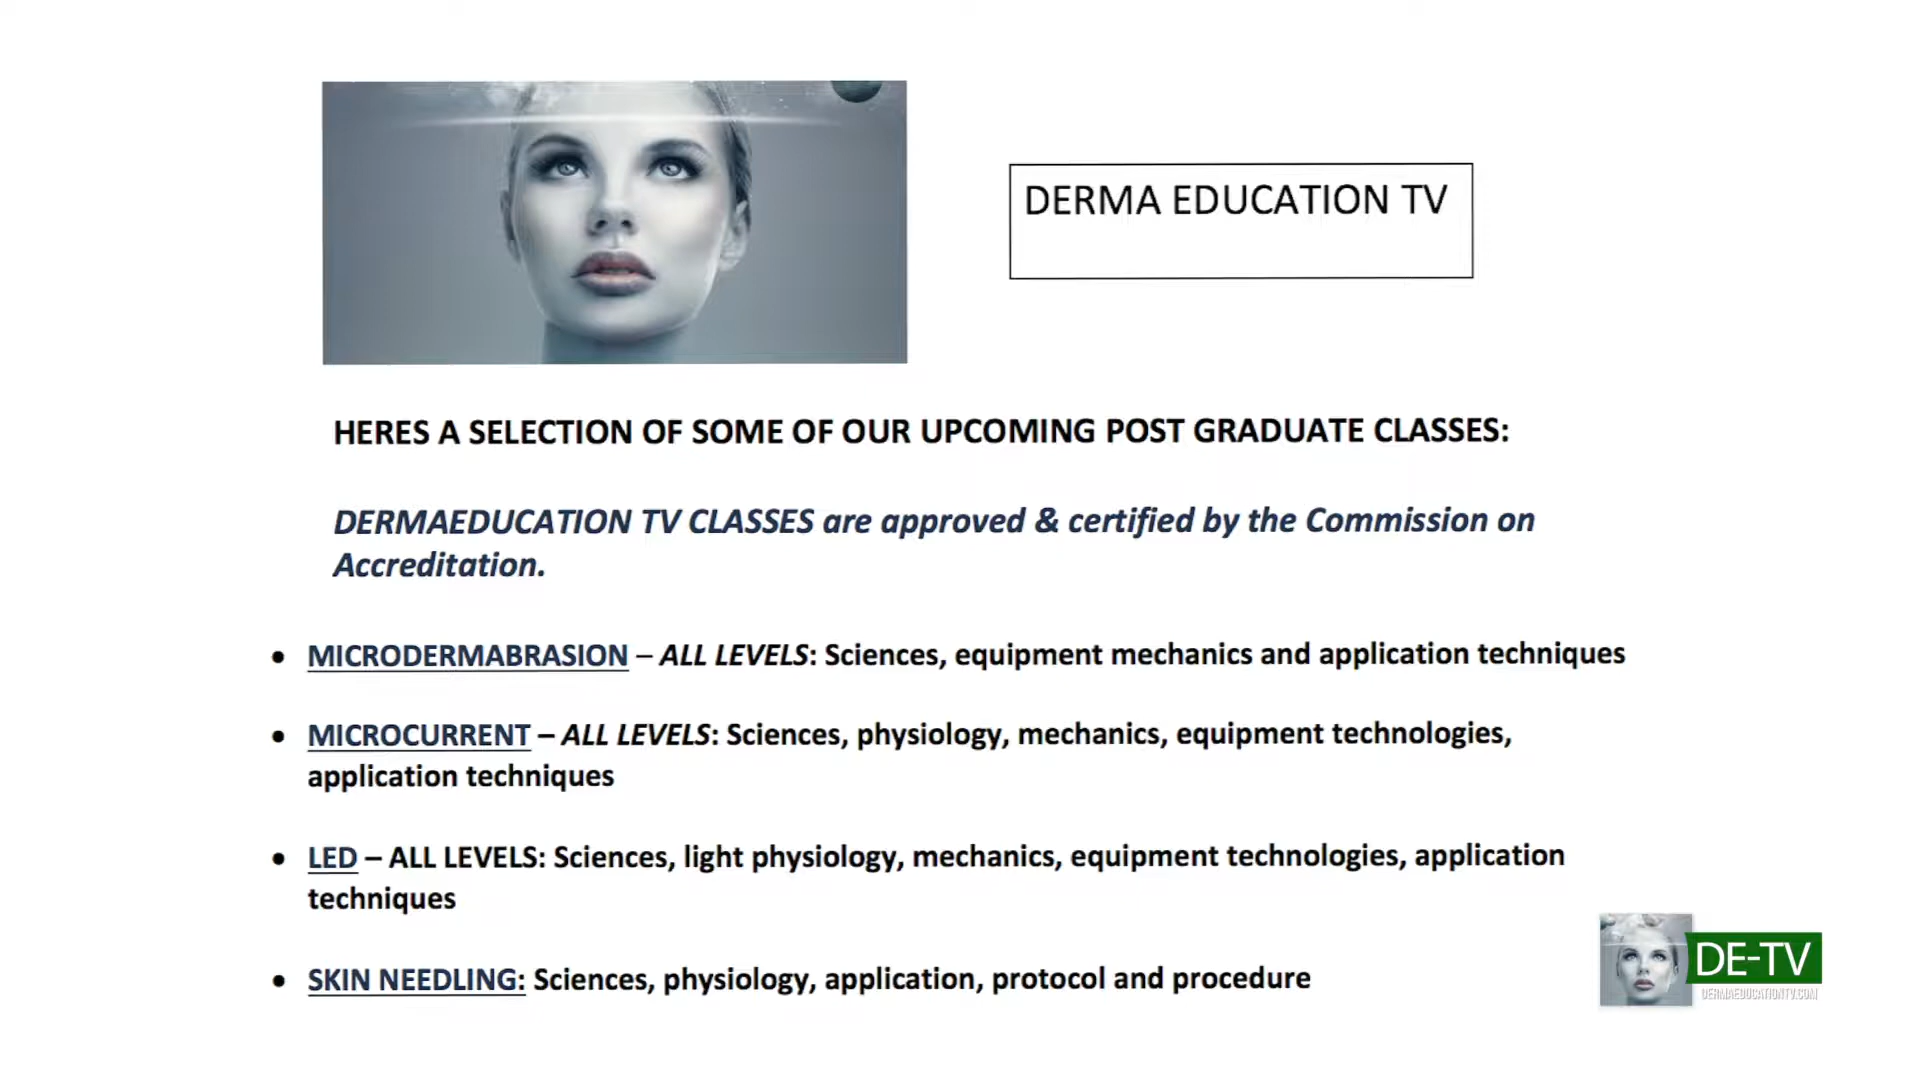 DERMA EDUCATION TV
HERES A SELECTION OF SOME OF OUR UPCOMING POST GRADUATE CLASSES:
DERMAEDUCATION TV CLASSES are approved & certified by the Commission on
Accreditation.
• MICRODERMABRASION – ALL LEVELS: Sciences, equipment mechanics and application techniques
• MICROCURRENT – ALL LEVELS: Sciences, physiology, mechanics, equipment technologies,
application techniques
• LED – ALL LEVELS: Sciences, light physiology, mechanics, equipment technologies, application
techniques
• SKIN NEEDLING: Sciences, physiology, application, protocol and procedure
DE-TV
DERMAEDUCATIONTV.COM